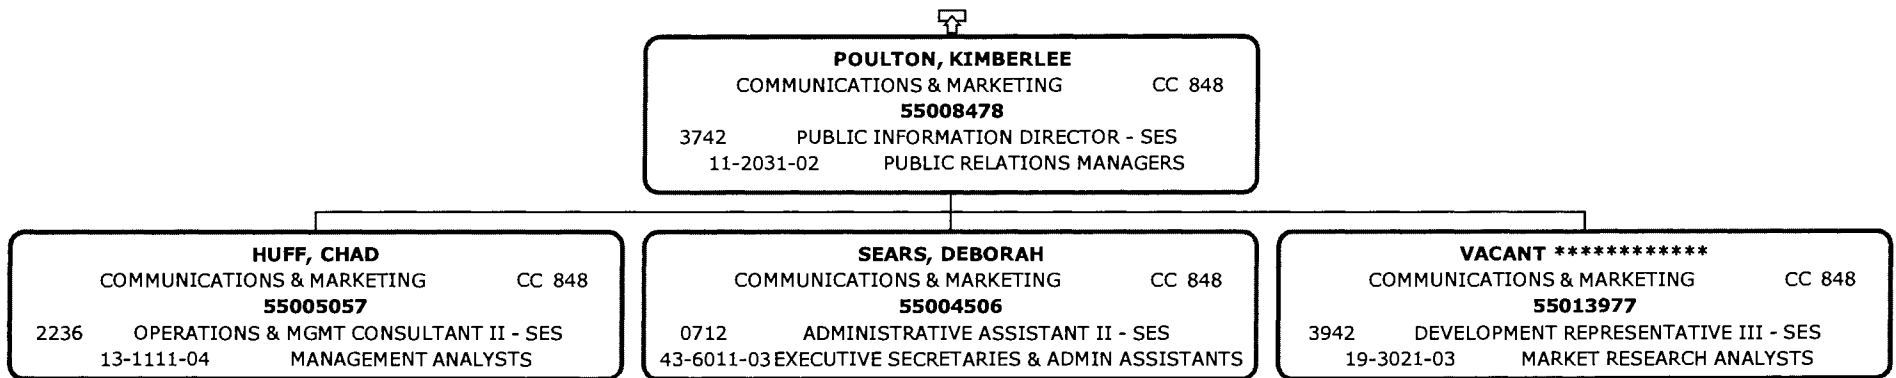 POULTON, KIMBERLEE
COMMUNICATIONS & MARKETING CC 848
55008478
3742 PUBLIC INFORMATION DIRECTOR - SES
11-2031-02 PUBLIC RELATIONS MANAGERS
HUFF, CHAD
COMMUNICATIONS & MARKETING CC 848
55005057
2236 OPERATIONS & MGMT CONSULTANT II - SES
13-1111-04 MANAGEMENT ANALYSTS
SEARS, DEBORAH
COMMUNICATIONS & MARKETING CC 848
55004506
0712 ADMINISTRATIVE ASSISTANT II - SES
43-6011-03 EXECUTIVE SECRETARIES & ADMIN ASSISTANTS
VACANT ************
COMMUNICATIONS & MARKETING CC 848
55013977
3942 DEVELOPMENT REPRESENTATIVE III - SES
19-3021-03 MARKET RESEARCH ANALYSTS